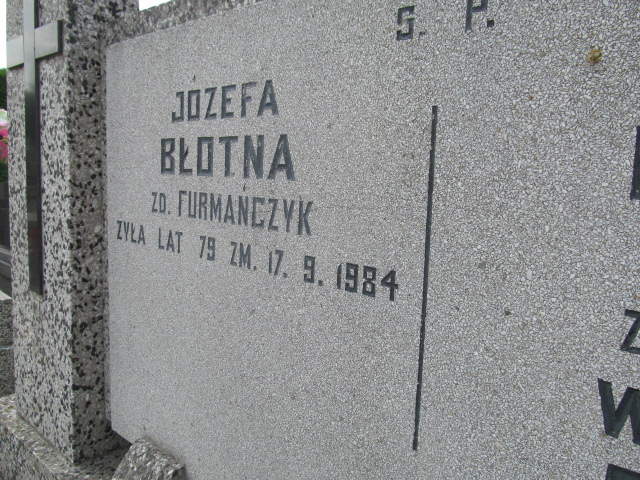 S. P.
JÓZEFA
BŁOTNA
ZD. FURMAŃCZYK
ŻYŁA LAT 79 ZM. 17. 9. 1984